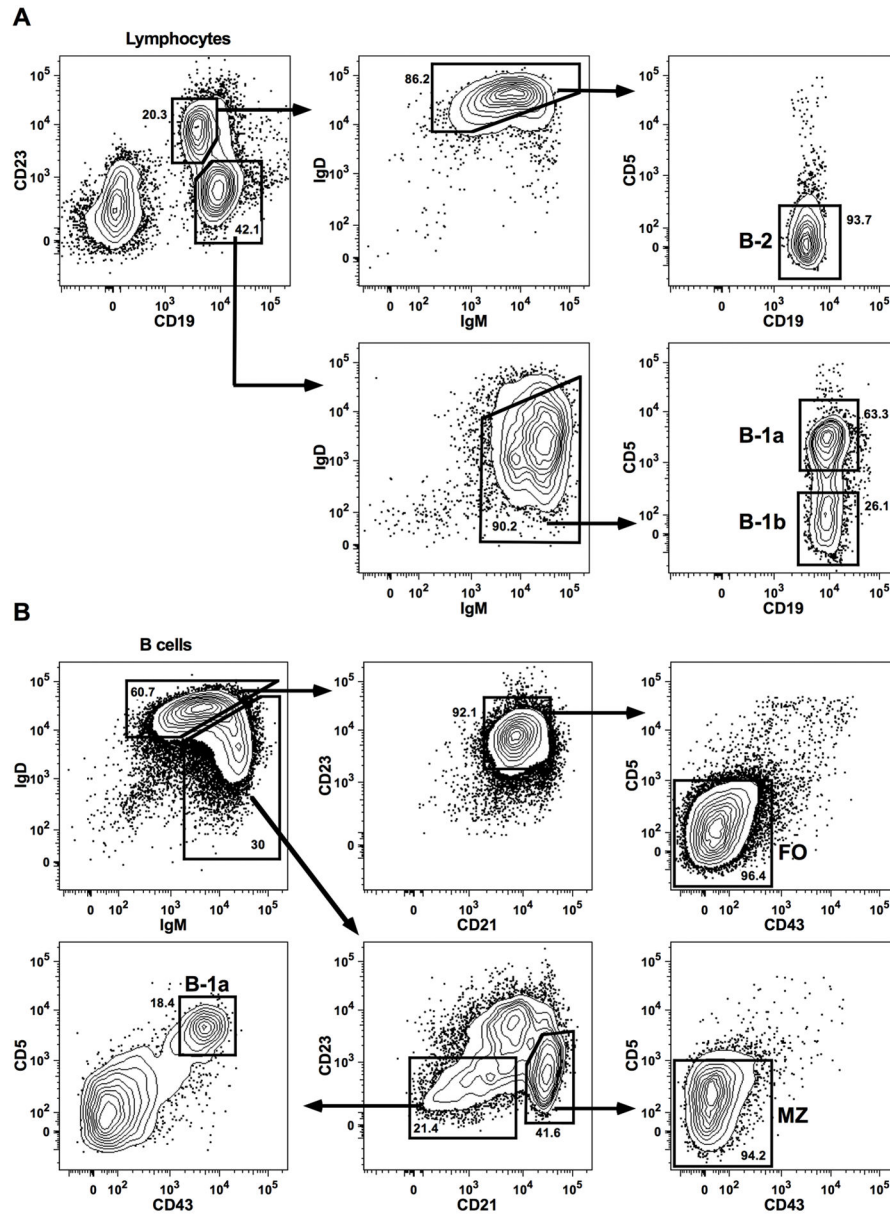 A
Lymphocytes
10⁵
10⁴
10³
0
CD23
20.3
42.1
0 10³ 10⁴ 10⁵
CD19
86.2
10⁵
10⁴
10³
10²
0
IgD
0 10² 10³ 10⁴ 10⁵
IgM
10⁵
10⁴
10³
10²
0
CD5
B-2
93.7
0 10³ 10⁴ 10⁵
CD19
10⁵
10⁴
10³
10²
0
IgD
90.2
0 10² 10³ 10⁴ 10⁵
IgM
10⁵
10⁴
10³
10²
0
CD5
B-1a
63.3
B-1b
26.1
0 10³ 10⁴ 10⁵
CD19
B
B cells
10⁵
10⁴
10³
10²
0
IgD
60.7
30
0 10² 10³ 10⁴ 10⁵
IgM
10⁵
10⁴
10³
10²
0
CD23
92.1
0 10² 10³ 10⁴ 10⁵
CD21
10⁵
10⁴
10³
10²
0
CD5
FO
96.4
0 10² 10³ 10⁴ 10⁵
CD43
10⁵
10⁴
10³
10²
0
CD5
B-1a
18.4
0 10² 10³ 10⁴ 10⁵
CD43
10⁵
10⁴
10³
10²
0
CD23
21.4
41.6
0 10² 10³ 10⁴ 10⁵
CD21
10⁵
10⁴
10³
10²
0
CD5
MZ
94.2
0 10² 10³ 10⁴ 10⁵
CD43